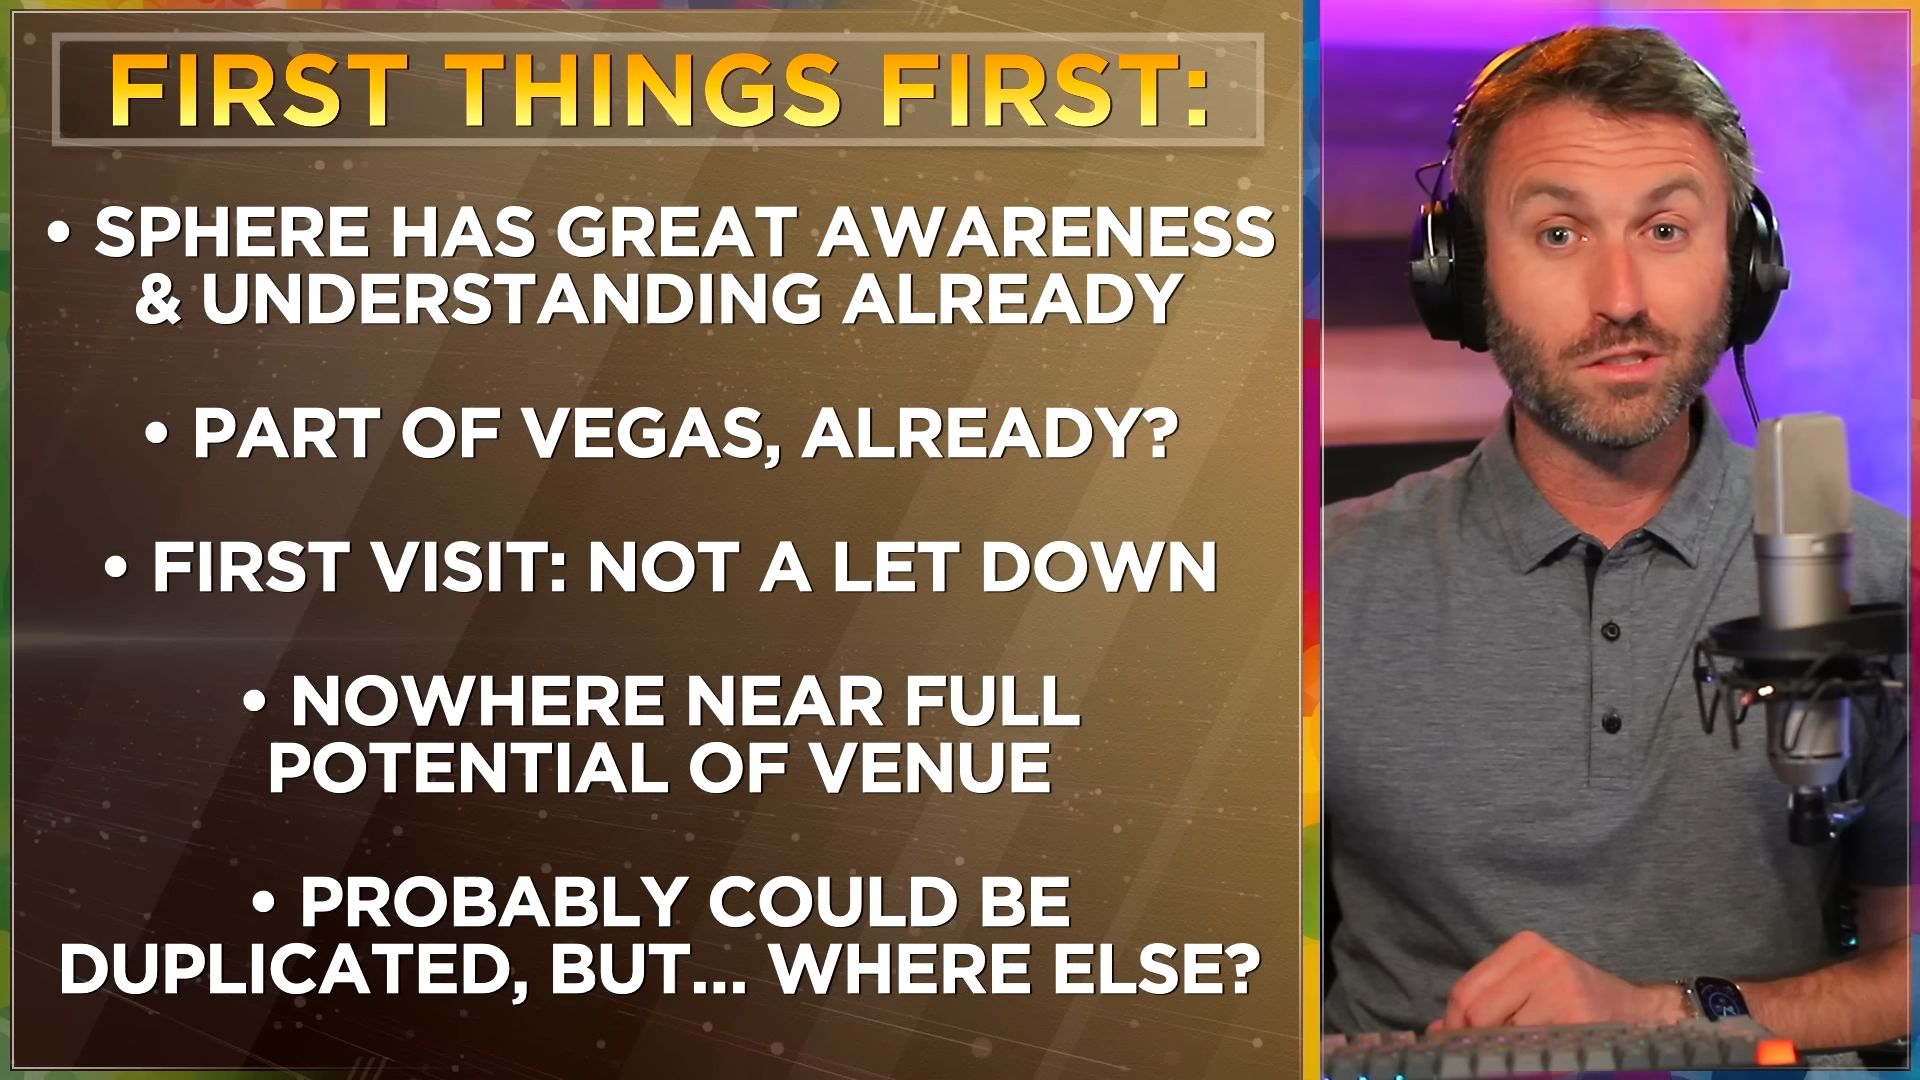 FIRST THINGS FIRST:
• SPHERE HAS GREAT AWARENESS
& UNDERSTANDING ALREADY
• PART OF VEGAS, ALREADY?
• FIRST VISIT: NOT A LET DOWN
• NOWHERE NEAR FULL
POTENTIAL OF VENUE
• PROBABLY COULD BE
DUPLICATED, BUT... WHERE ELSE?